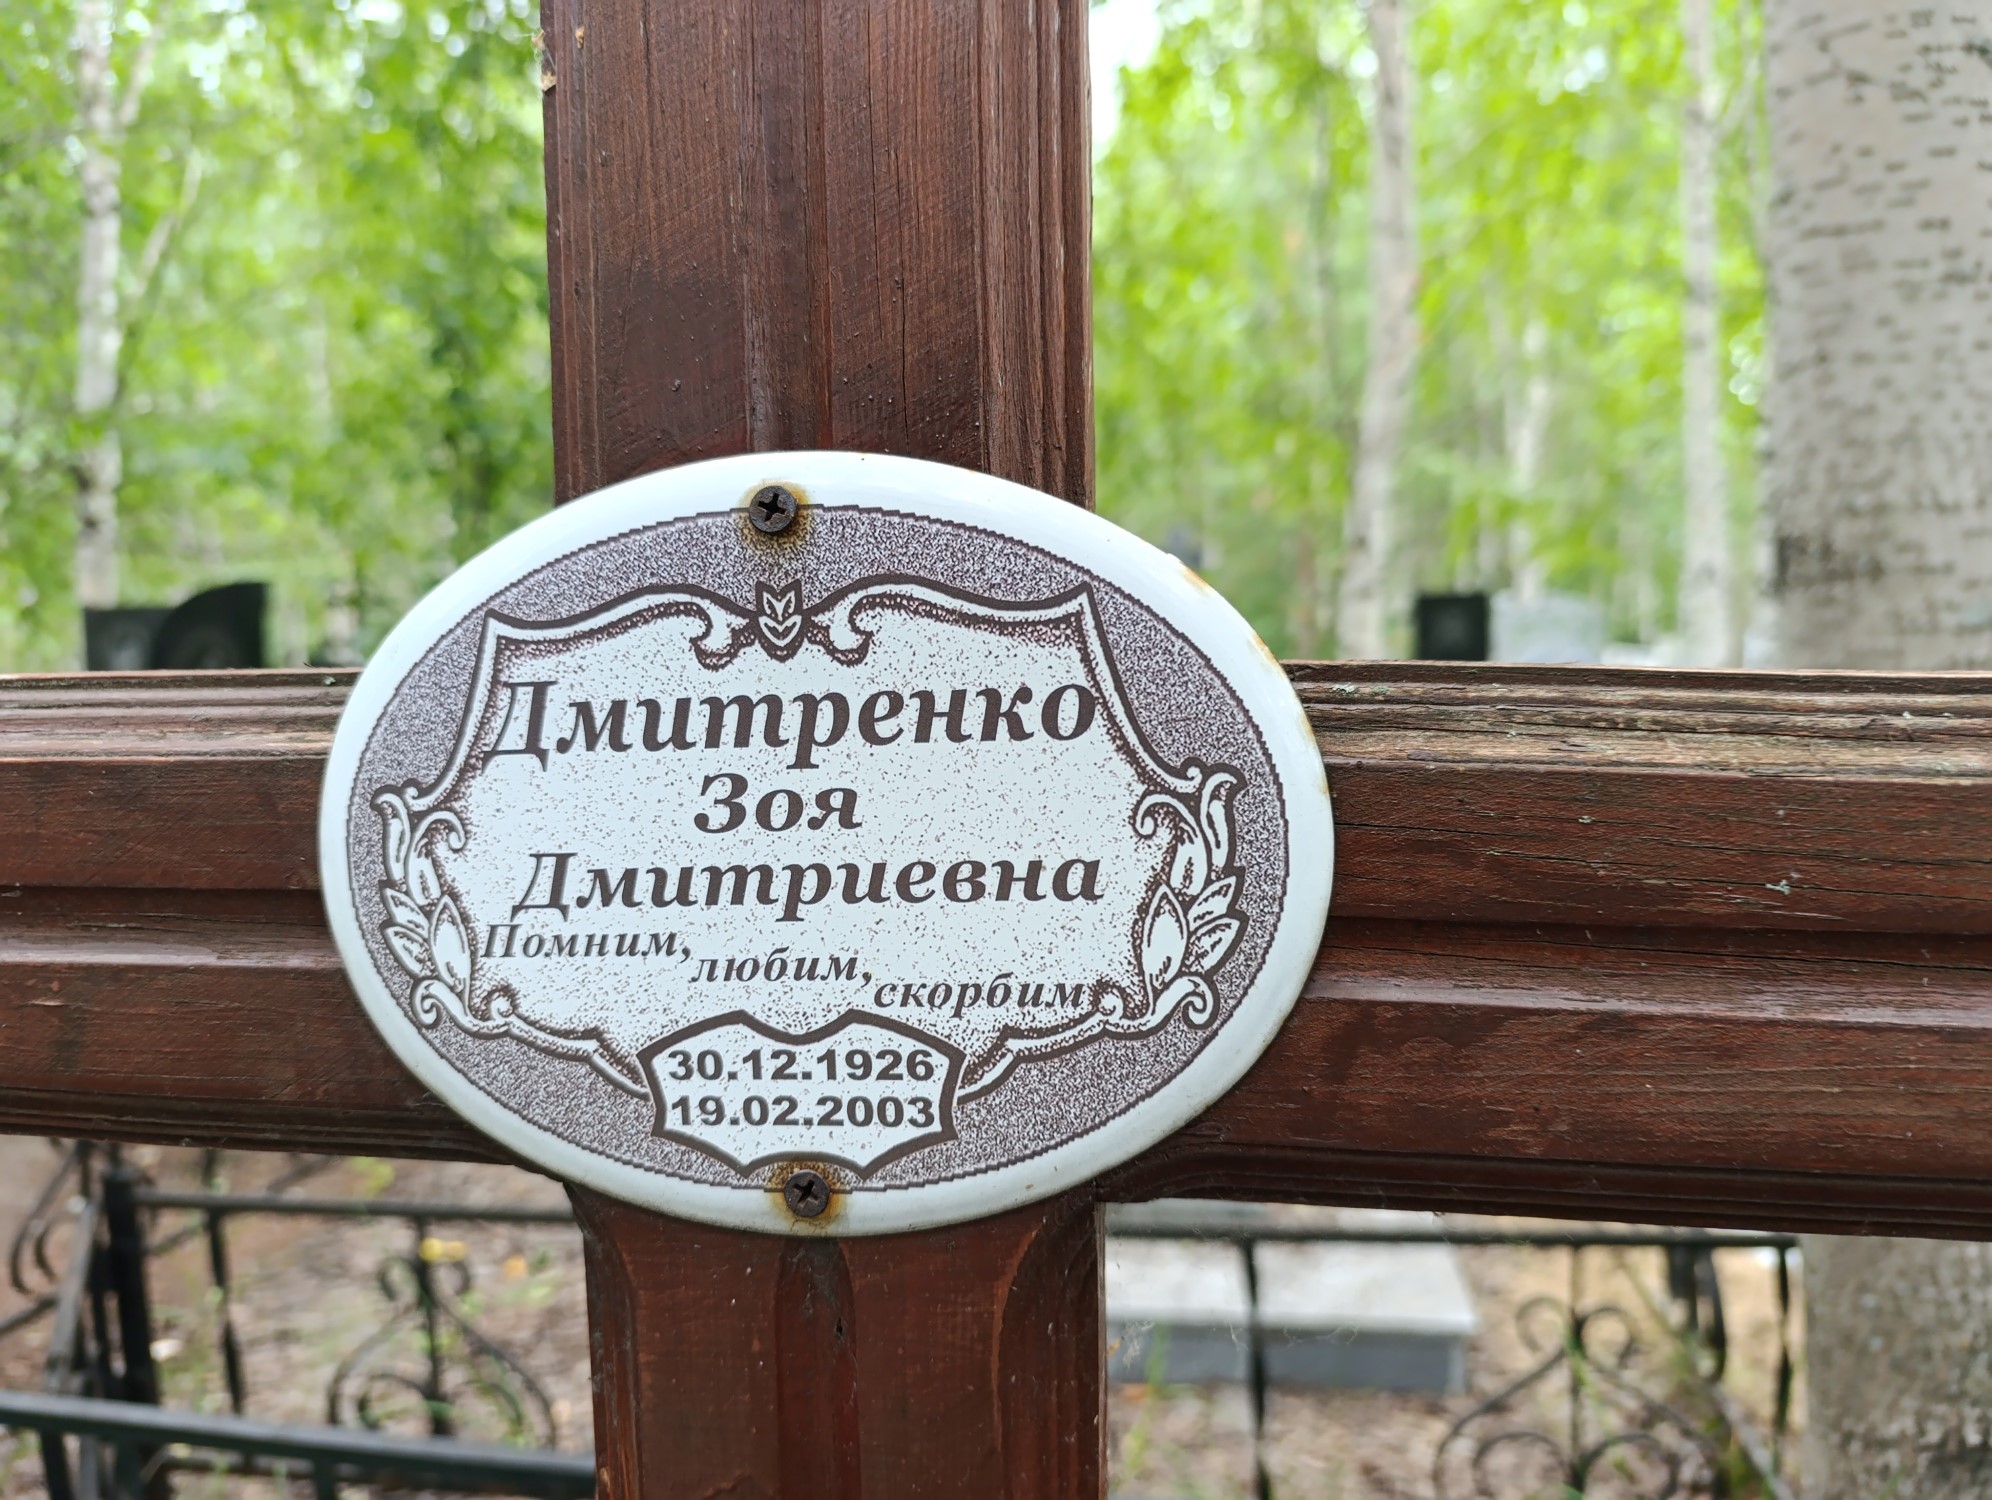 Дмитренко
Зоя
Дмитриевна
Помним, любим, скорбим
30.12.1926
19.02.2003